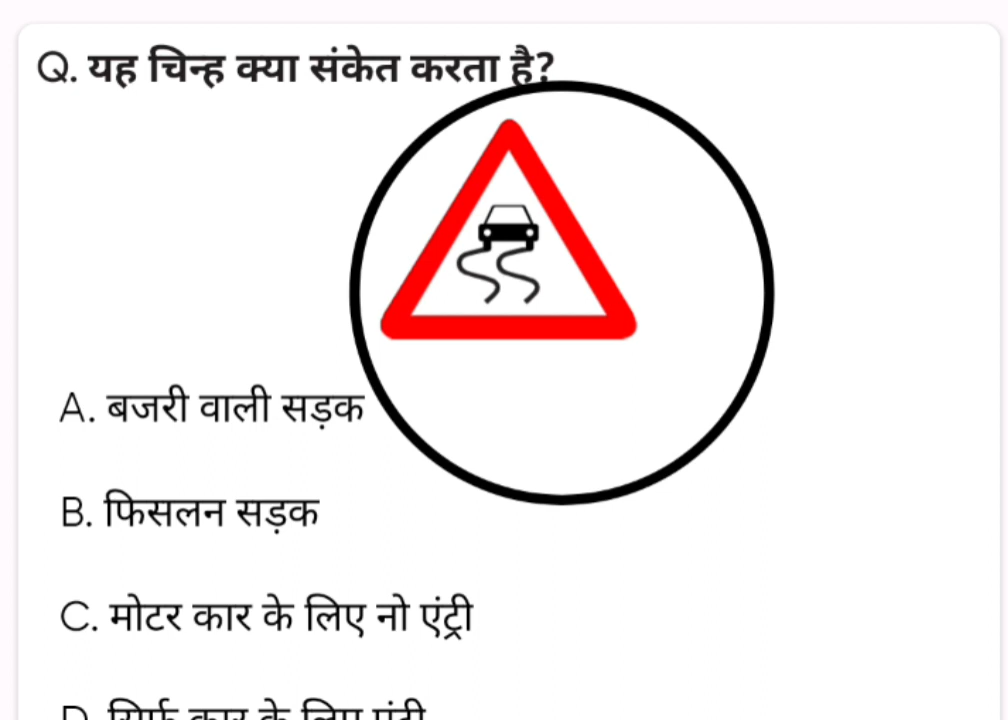 Q. यह चिन्ह क्या संकेत करता है?
A. बजरी वाली सड़क
B. फिसलन सड़क
C. मोटर कार के लिए नो एंट्री
D. सिर्फ कार के लिए एंट्री